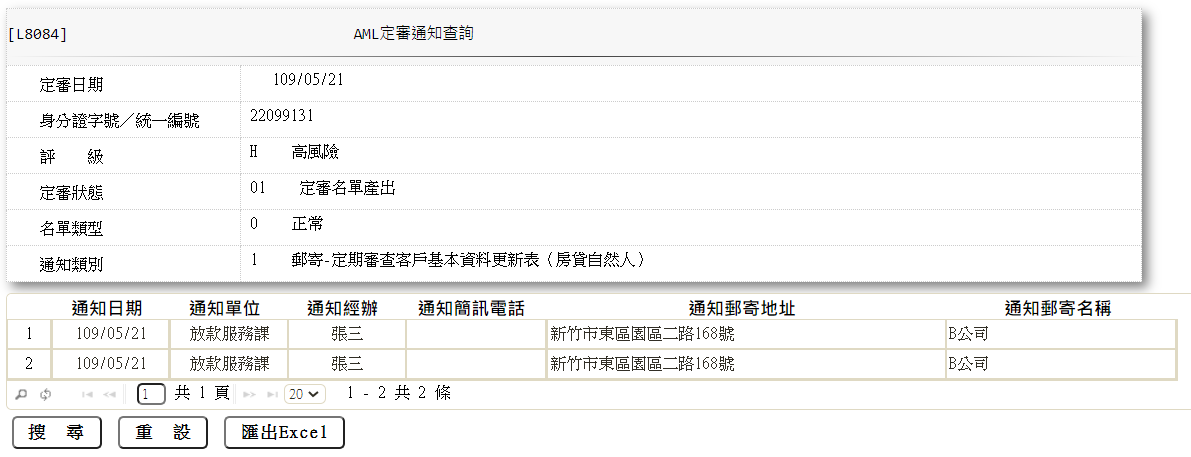 [L8084] AML定審通知查詢
定審日期 109/05/21
身分證字號／統一編號 22099131
評　　級 H 高風險
定審狀態 01 定審名單產出
名單類型 0 正常
通知類別 1 郵寄-定期審查客戶基本資料更新表（房貸自然人）
通知日期 通知單位 通知經辦 通知簡訊電話 通知郵寄地址 通知郵寄名稱
1 109/05/21 放款服務課 張三 新竹市東區園區二路168號 B公司
2 109/05/21 放款服務課 張三 新竹市東區園區二路168號 B公司
1 共 1 頁 20 1 - 2 共 2 條
搜　尋 重　設 匯出Excel